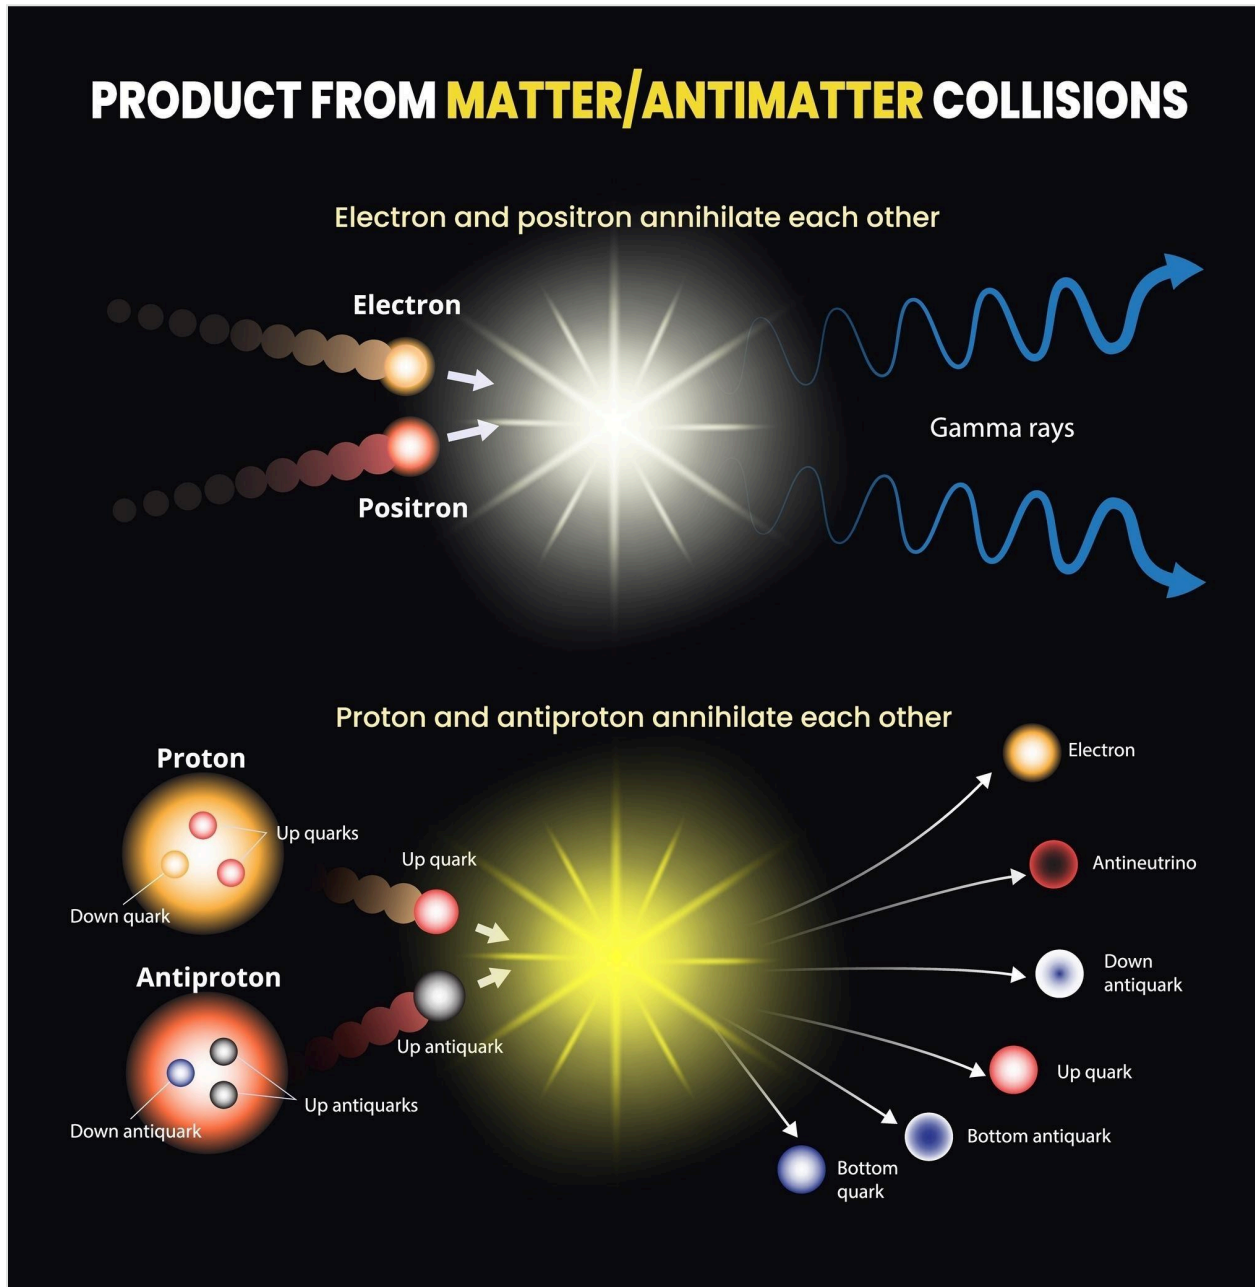 PRODUCT FROM MATTER/ANTIMATTER COLLISIONS
Electron and positron annihilate each other
Electron
Positron
Gamma rays
Proton and antiproton annihilate each other
Proton
Up quarks
Down quark
Up quark
Antiproton
Up antiquark
Up antiquarks
Down antiquark
Electron
Antineutrino
Down
antiquark
Up quark
Bottom antiquark
Bottom
quark